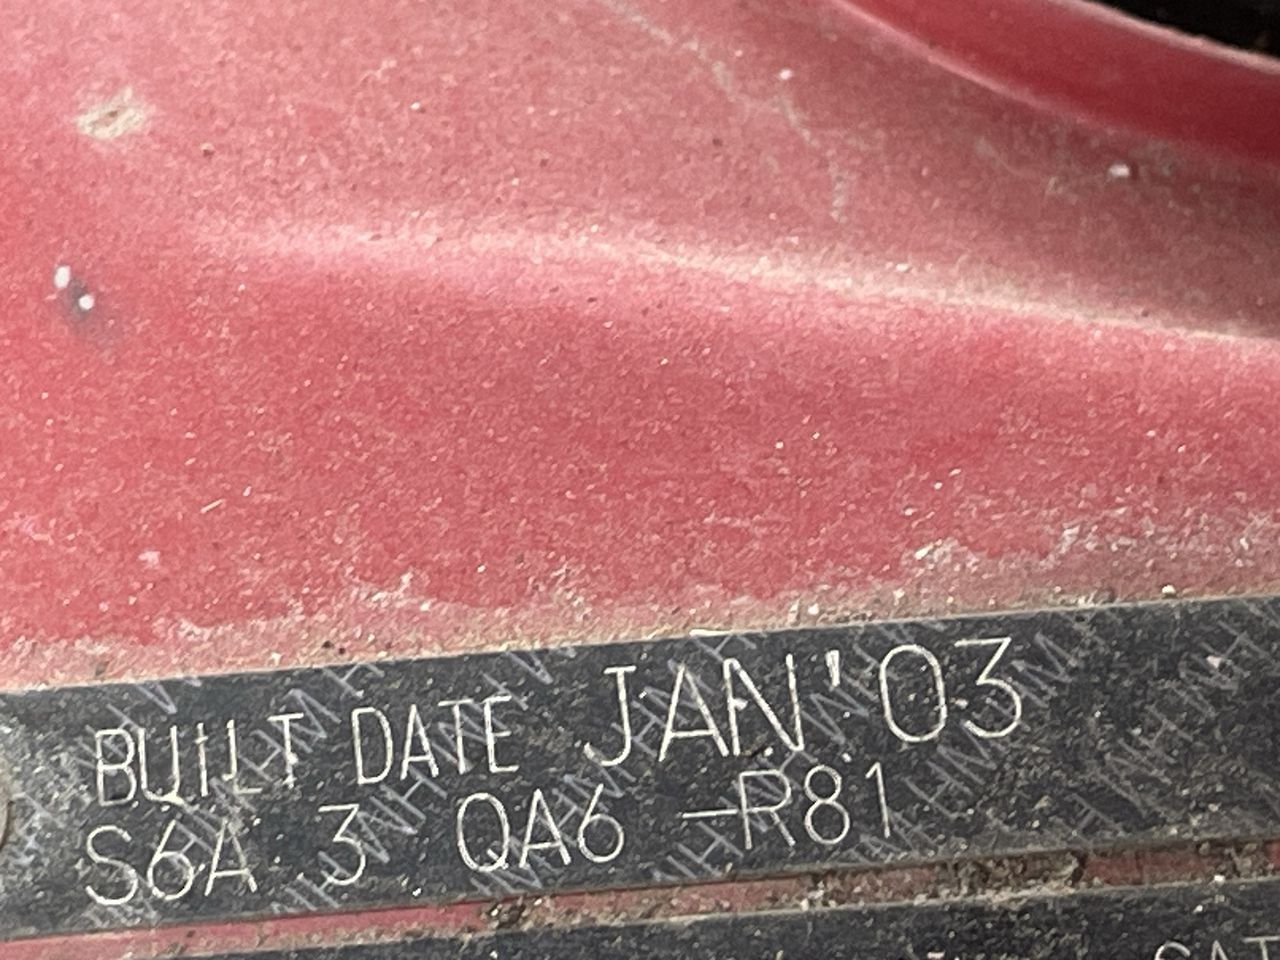 BUILT DATE JAN'03
S6A 3 QA6 -R81